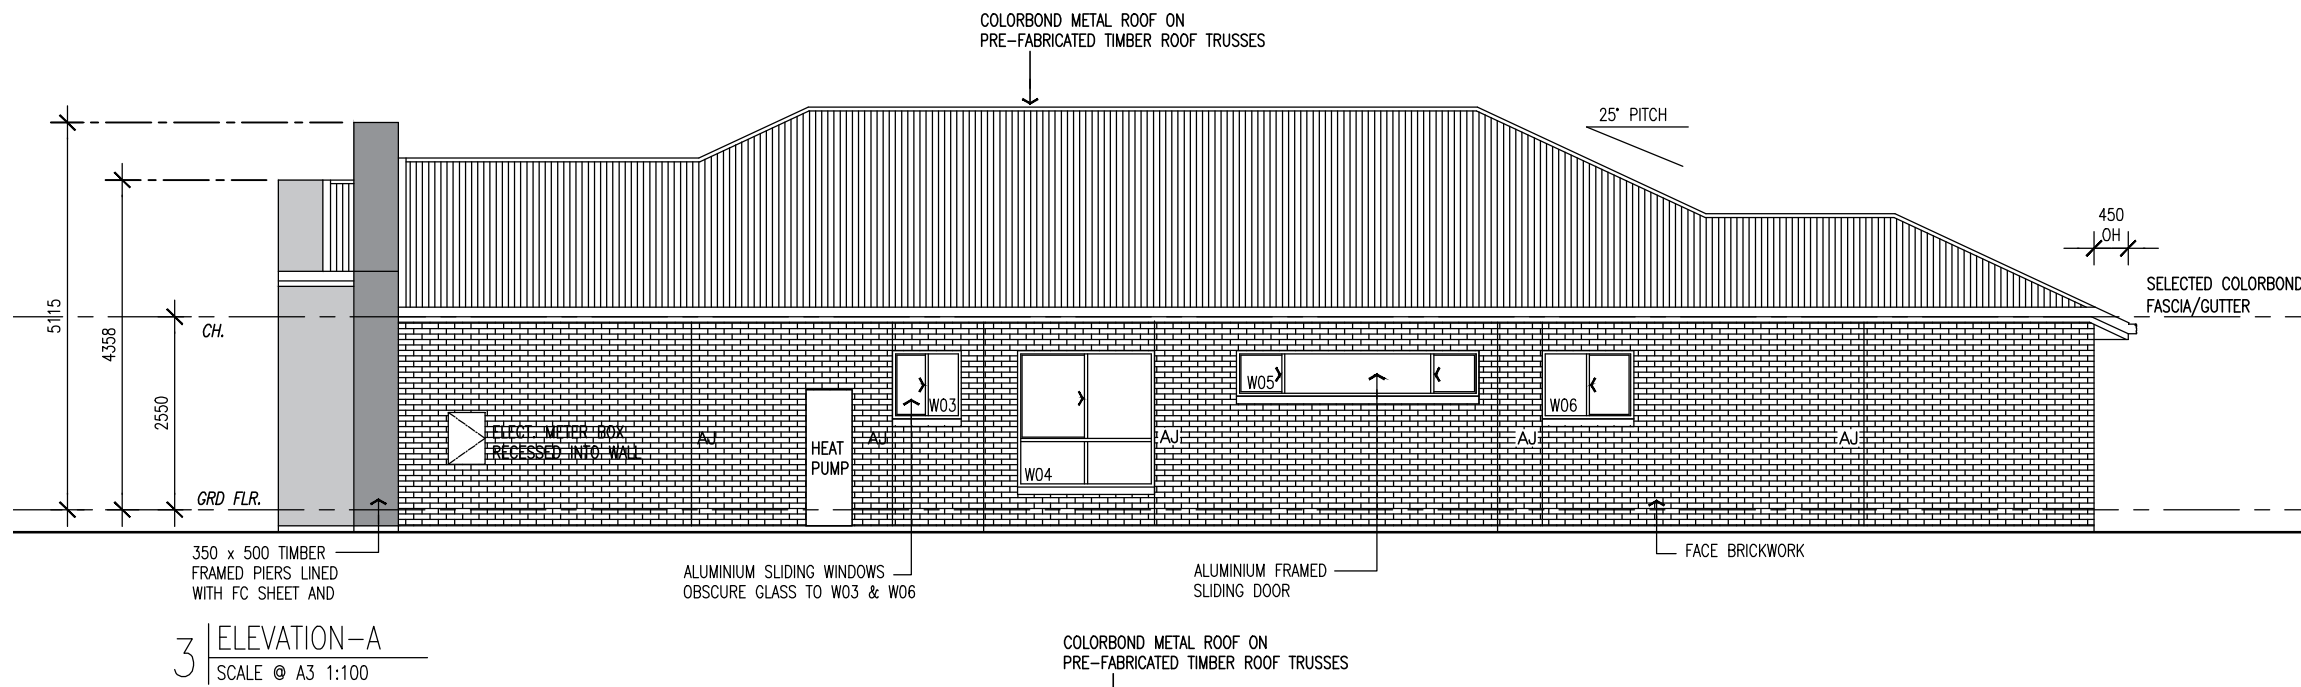 COLORBOND METAL ROOF ON
PRE-FABRICATED TIMBER ROOF TRUSSES
25° PITCH
450
OH
SELECTED COLORBOND
FASCIA/GUTTER
5115
4358
2550
CH.
GRD FLR.
ELECT. METER BOX
RECESSED INTO WALL
AJ
HEAT
PUMP
AJ
W03
W04
AJ
W05
AJ
W06
AJ
350 x 500 TIMBER
FRAMED PIERS LINED
WITH FC SHEET AND
ALUMINIUM SLIDING WINDOWS
OBSCURE GLASS TO W03 & W06
ALUMINIUM FRAMED
SLIDING DOOR
FACE BRICKWORK
3
ELEVATION-A
SCALE @ A3 1:100
COLORBOND METAL ROOF ON
PRE-FABRICATED TIMBER ROOF TRUSSES